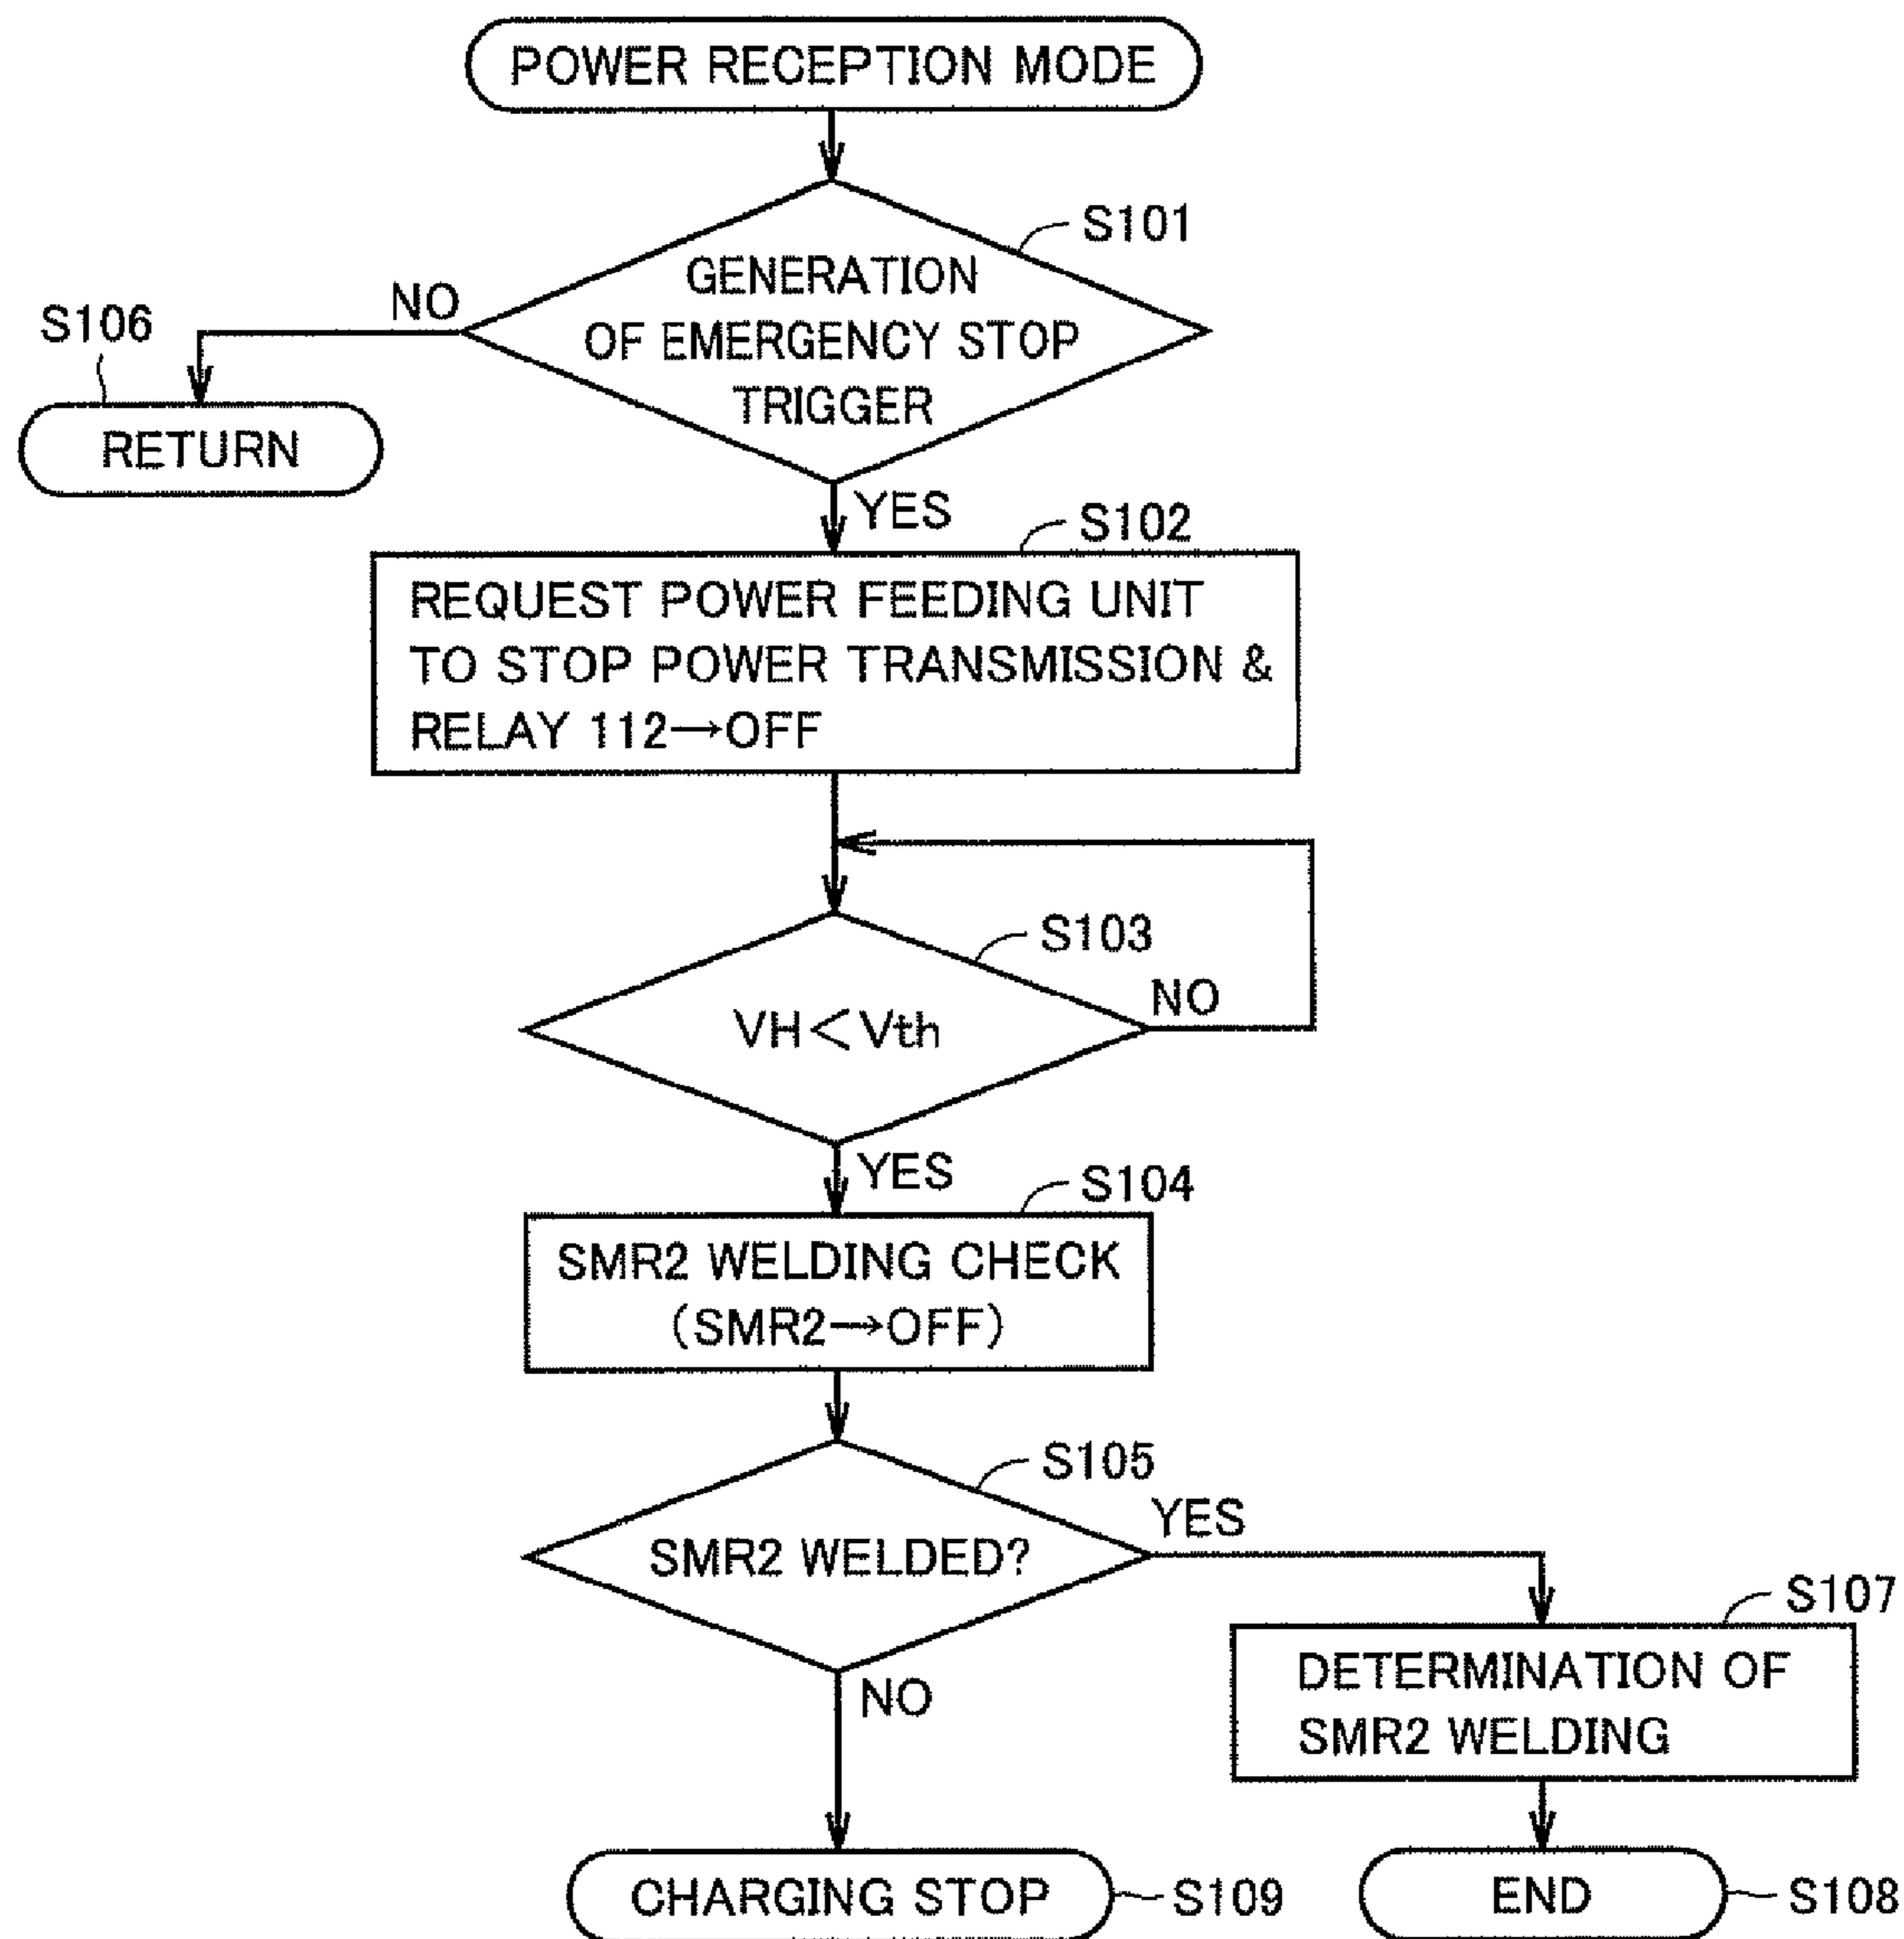 POWER RECEPTION MODE
S101
GENERATION
OF EMERGENCY STOP
TRIGGER
NO
S106
RETURN
YES
S102
REQUEST POWER FEEDING UNIT
TO STOP POWER TRANSMISSION &
RELAY 112→OFF
S103
VH<Vth
NO
YES
S104
SMR2 WELDING CHECK
(SMR2→OFF)
S105
SMR2 WELDED?
YES
S107
DETERMINATION OF
SMR2 WELDING
NO
CHARGING STOP
S109
END
S108